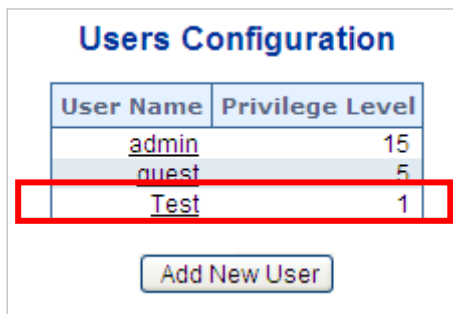 Users Configuration
User Name Privilege Level
admin 15
guest 5
Test 1
Add New User